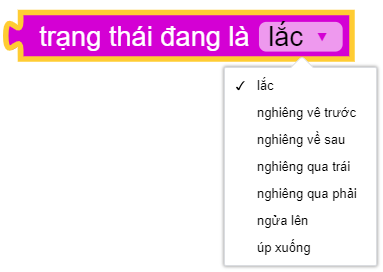 trạng thái đang là lắc
lắc
nghiêng vê trước
nghiêng về sau
nghiêng qua trái
nghiêng qua phải
ngửa lên
úp xuống